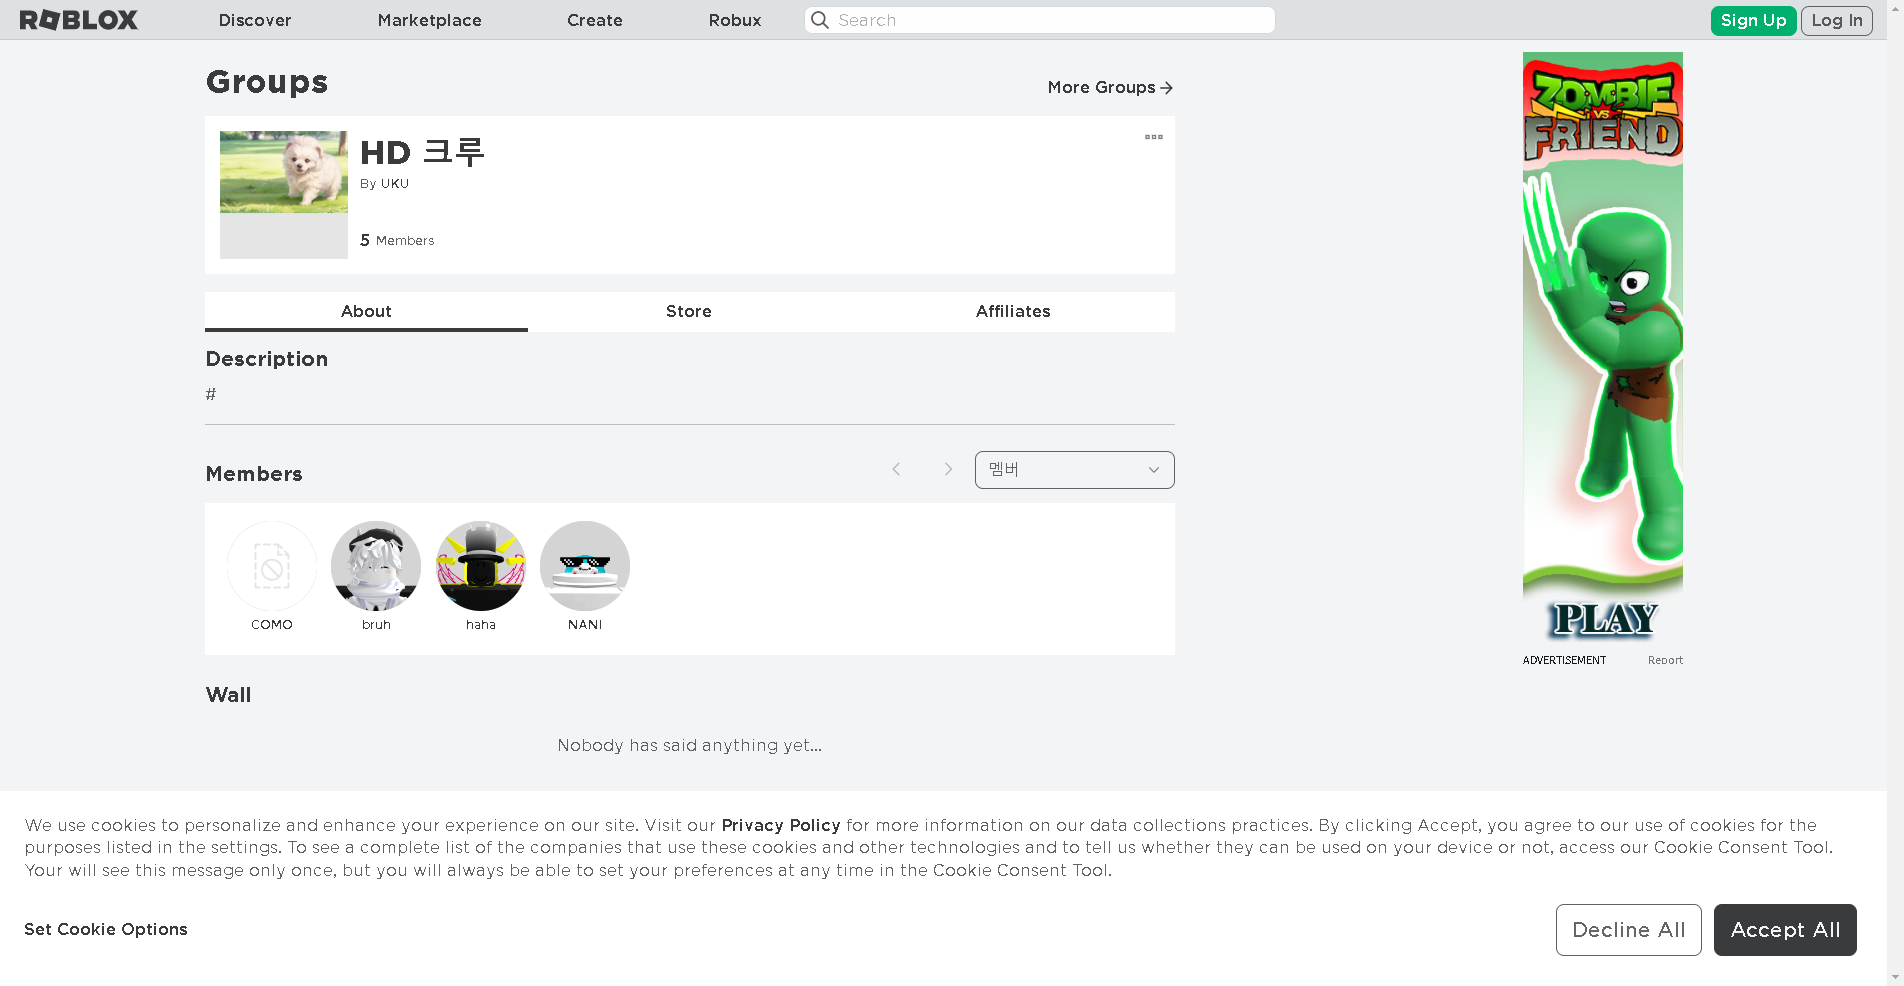 ROBLOX
Discover
Marketplace
Create
Robux
Search
Sign Up
Log In
Groups
More Groups
HD 크루
By UKU
5 Members
About
Store
Affiliates
Description
#
Members
멤버
COMO
bruh
haha
NANI
Wall
Nobody has said anything yet...
ZOMBIE
VS
FRIEND
PLAY
ADVERTISEMENT
Report
We use cookies to personalize and enhance your experience on our site. Visit our Privacy Policy for more information on our data collections practices. By clicking Accept, you agree to our use of cookies for the
purposes listed in the settings. To see a complete list of the companies that use these cookies and other technologies and to tell us whether they can be used on your device or not, access our Cookie Consent Tool.
Your will see this message only once, but you will always be able to set your preferences at any time in the Cookie Consent Tool.
Set Cookie Options
Decline All
Accept All